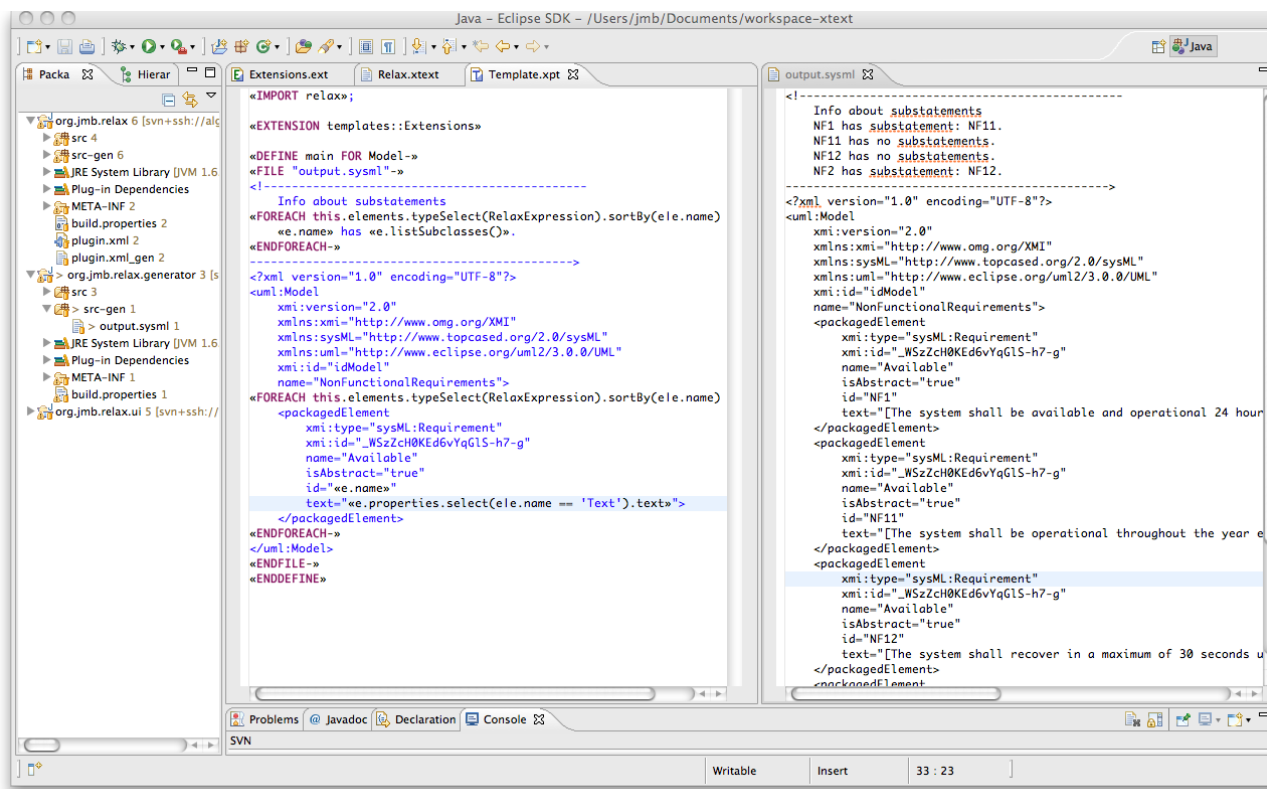 Java – Eclipse SDK – /Users/jmb/Documents/workspace-xtext
Java
Packa
Hierar
org.jmb.relax 6 [svn+ssh://alg
src 4
src-gen 6
JRE System Library [JVM 1.6
Plug-in Dependencies
META-INF 2
build.properties 2
plugin.xml 2
plugin.xml_gen 2
> org.jmb.relax.generator 3 [s
src 3
> src-gen 1
> output.sysml 1
JRE System Library [JVM 1.6
Plug-in Dependencies
META-INF 1
build.properties 1
org.jmb.relax.ui 5 [svn+ssh://
Extensions.ext
Relax.xtext
Template.xpt
«IMPORT relax»;
«EXTENSION templates::Extensions»
«DEFINE main FOR Model-»
«FILE "output.sysml"-»
<!----------------------------------------------
Info about substatements
«FOREACH this.elements.typeSelect(RelaxExpression).sortBy(ele.name)
«e.name» has «e.listSubclasses()».
«ENDFOREACH-»
---------------------------------------------->
<?xml version="1.0" encoding="UTF-8"?>
<uml:Model
xmi:version="2.0"
xmlns:xmi="http://www.omg.org/XMI"
xmlns:sysML="http://www.topcased.org/2.0/sysML
xmlns:uml="http://www.eclipse.org/uml2/3.0.0/UML"
xmi:id="idModel"
name="NonFunctionalRequirements">
«FOREACH this.elements.typeSelect(RelaxExpression).sortBy(ele.name)
<packagedElement
xmi:type="sysML:Requirement"
xmi:id="_WSzZcH0KEd6vYqGlS-h7-g"
name="Available"
isAbstract="true"
id="«e.name»"
text="«e.properties.select(ele.name == 'Text').text»">
</packagedElement>
«ENDFOREACH-»
</uml:Model>
«ENDFILE-»
«ENDDEFINE»
output.sysml
<!----------------------------------------------
Info about substatements
NF1 has substatement: NF11.
NF11 has no substatements.
NF12 has no substatements.
NF2 has substatement: NF12.
---------------------------------------------->
<?xml version="1.0" encoding="UTF-8"?>
<uml:Model
xmi:version="2.0"
xmlns:xmi="http://www.omg.org/XMI"
xmlns:sysML="http://www.topcased.org/2.0/sysML"
xmlns:uml="http://www.eclipse.org/uml2/3.0.0/UML"
xmi:id="idModel"
name="NonFunctionalRequirements">
<packagedElement
xmi:type="sysML:Requirement"
xmi:id="_WSzZcH0KEd6vYqGlS-h7-g"
name="Available"
isAbstract="true"
id="NF1"
text="[The system shall be available and operational 24 hour
</packagedElement>
<packagedElement
xmi:type="sysML:Requirement"
xmi:id="_WSzZcH0KEd6vYqGlS-h7-g"
name="Available"
isAbstract="true"
id="NF11"
text="[The system shall be operational throughout the year e
</packagedElement>
<packagedElement
xmi:type="sysML:Requirement"
xmi:id="_WSzZcH0KEd6vYqGlS-h7-g"
name="Available"
isAbstract="true"
id="NF12"
text="[The system shall recover in a maximum of 30 seconds u
</packagedElement>
<packagedElement
Problems
@ Javadoc
Declaration
Console
SVN
Writable
Insert
33 : 23